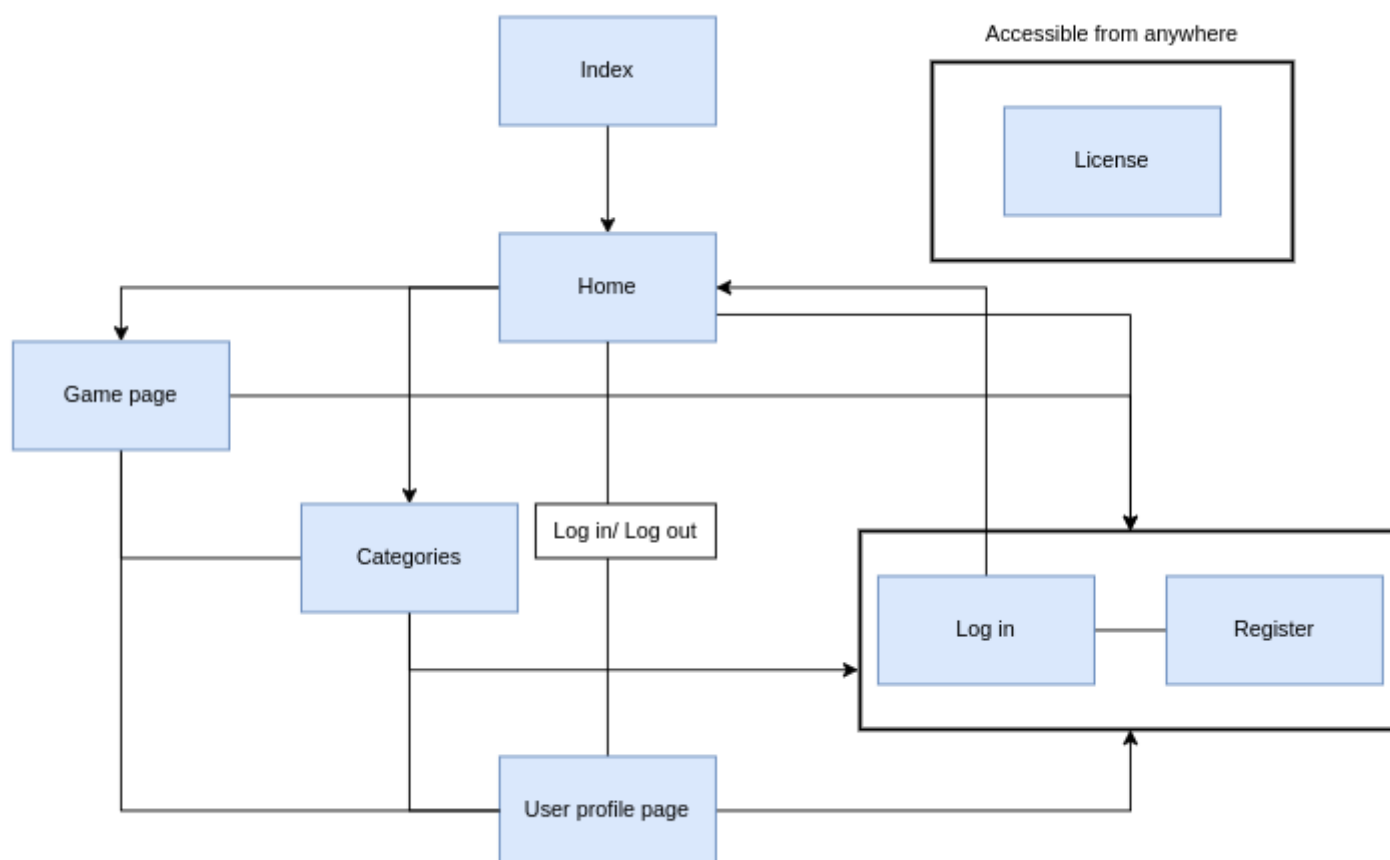 Index
Accessible from anywhere
License
Home
Game page
Categories
Log in/ Log out
Log in
Register
User profile page